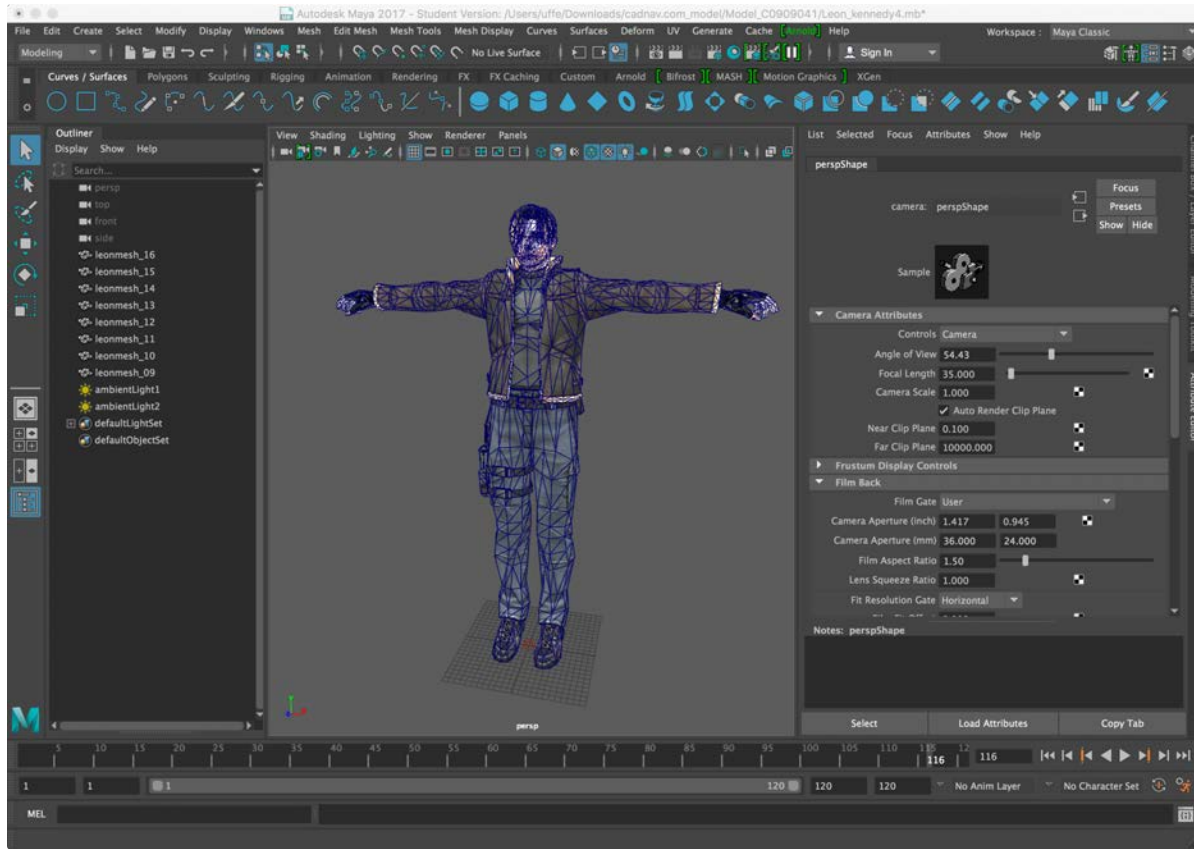 Autodesk Maya 2017 - Student Version: /Users/uffe/Downloads/cadnav.com_model/Model_C0909041/Leon_kennedy4.mb*
File Edit Create Select Modify Display Windows Mesh Edit Mesh Mesh Tools Mesh Display Curves Surfaces Deform UV Generate Cache [Arnold] Help Workspace : Maya Classic
Modeling No Live Surface Sign In
Curves / Surfaces Polygons Sculpting Rigging Animation Rendering FX FX Caching Custom Arnold [ Bifrost ][ MASH ][ Motion Graphics ] XGen
Outliner
Display Show Help
Search...
persp
top
front
side
leonmesh_16
leonmesh_15
leonmesh_14
leonmesh_13
leonmesh_12
leonmesh_11
leonmesh_10
leonmesh_09
ambientLight1
ambientLight2
defaultLightSet
defaultObjectSet
View Shading Lighting Show Renderer Panels
persp
List Selected Focus Attributes Show Help
perspShape
camera: perspShape
Focus
Presets
Show Hide
Sample
Camera Attributes
Controls Camera
Angle of View 54.43
Focal Length 35.000
Camera Scale 1.000
Auto Render Clip Plane
Near Clip Plane 0.100
Far Clip Plane 10000.000
Frustum Display Controls
Film Back
Film Gate User
Camera Aperture (inch) 1.417 0.945
Camera Aperture (mm) 36.000 24.000
Film Aspect Ratio 1.50
Lens Squeeze Ratio 1.000
Fit Resolution Gate Horizontal
Notes: perspShape
Select Load Attributes Copy Tab
5 10 15 20 25 30 35 40 45 50 55 60 65 70 75 80 85 90 95 100 105 110 115 12
116 116
1 1 1 120 120 120 No Anim Layer No Character Set
MEL